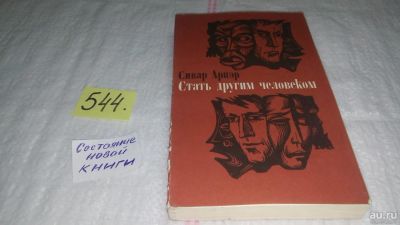 544.
Состояние
новой
книги
Сивар Арнэр
Стать другим человеком
au.ru